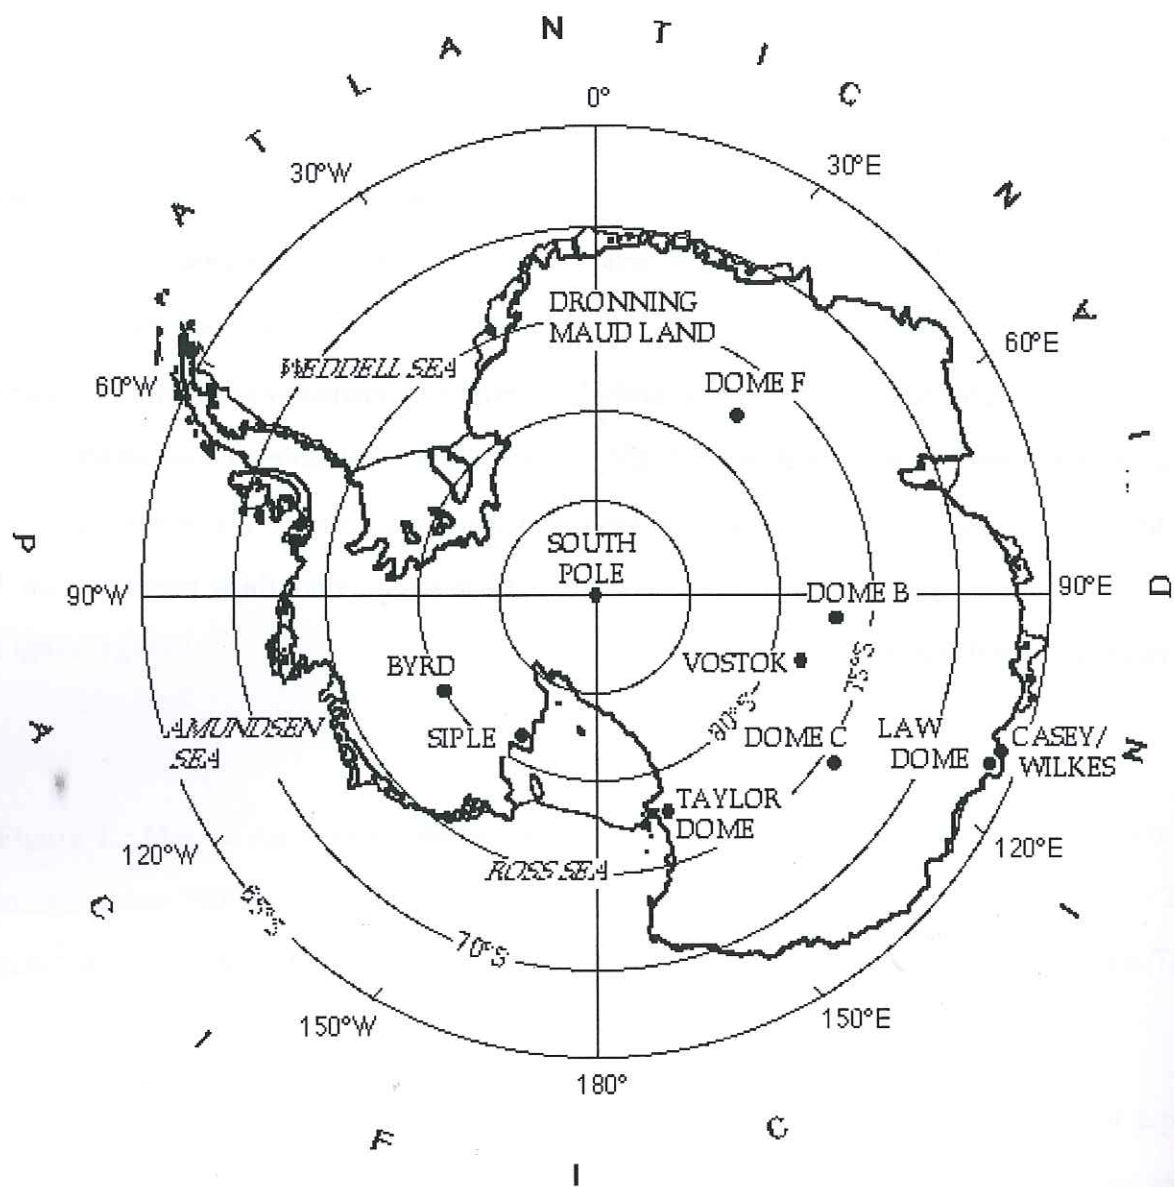 ATLANTIC
INDIAN
PACIFIC
0°
30°W
30°E
60°W
60°E
90°W
90°E
120°W
120°E
150°W
150°E
180°
DRONNING
MAUD LAND
WEDDELL SEA
DOME F
SOUTH
POLE
DOME B
VOSTOK
75°S
80°S
BYRD
SIPLE
DOME C
LAW
DOME
CASEY/
WILKES
AMUNDSEN
SEA
TAYLOR
DOME
ROSS SEA
65°S
70°S